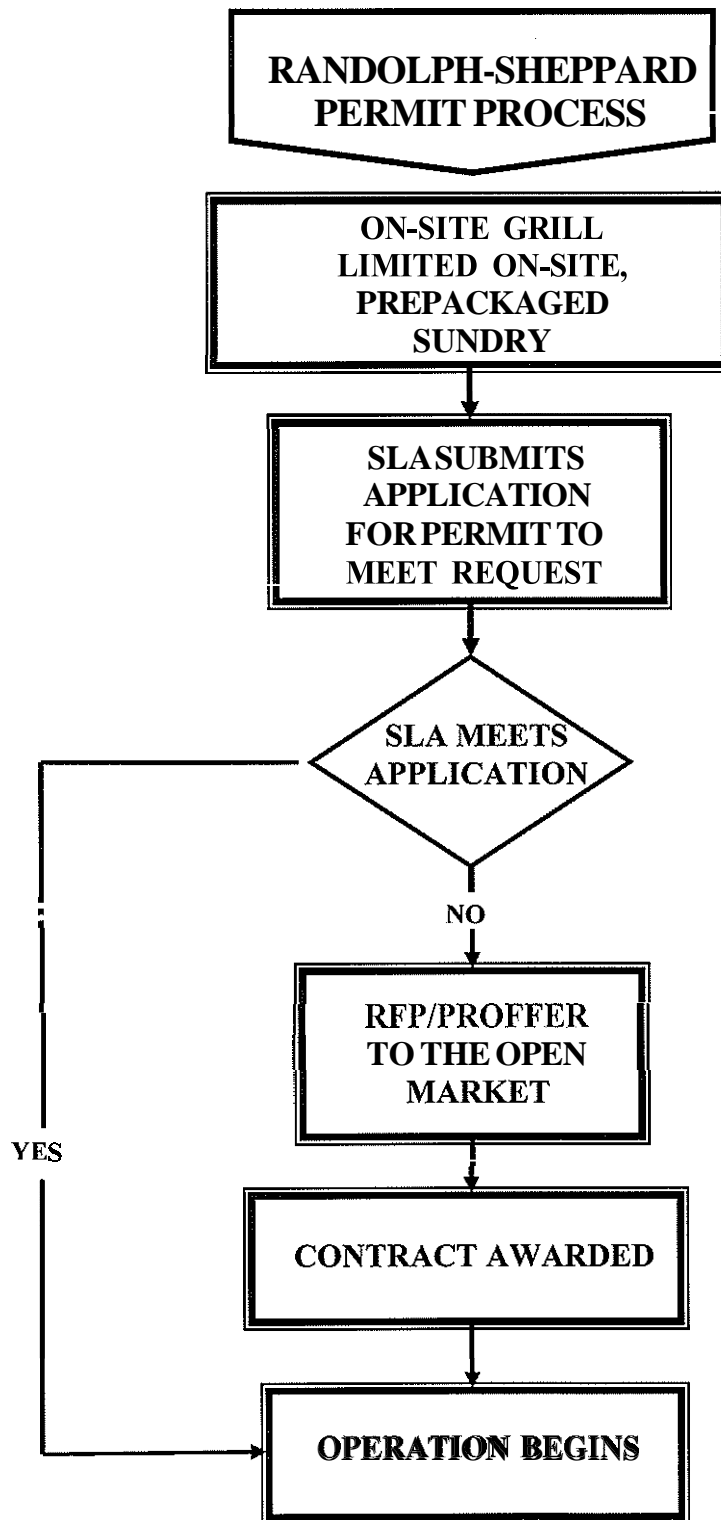 RANDOLPH-SHEPPARD
PERMIT PROCESS
ON-SITE GRILL
LIMITED ON-SITE,
PREPACKAGED
SUNDRY
SLA SUBMITS
APPLICATION
FOR PERMIT TO
MEET REQUEST
SLA MEETS
APPLICATION
NO
RFP/PROFFER
TO THE OPEN
MARKET
YES
CONTRACT AWARDED
OPERATION BEGINS